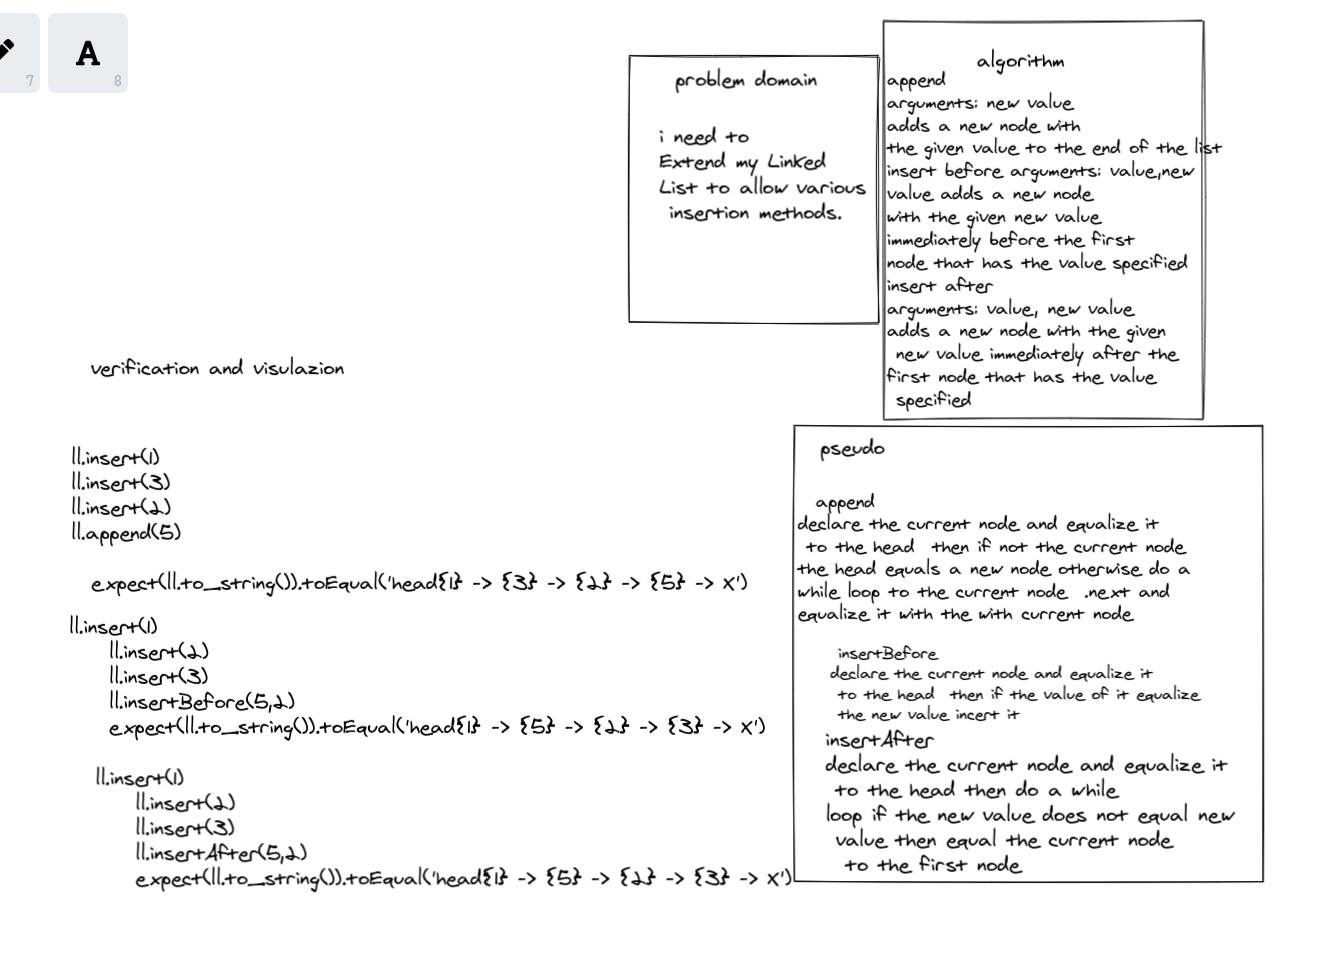 7
A
8
problem domain
i need to
Extend my Linked
List to allow various
insertion methods.
algorithm
append
arguments: new value
adds a new node with
the given value to the end of the list
insert before arguments: value,new
value adds a new node
with the given new value
immediately before the first
node that has the value specified
insert after
arguments: value, new value
adds a new node with the given
new value immediately after the
first node that has the value
specified
verification and visulazion
ll.insert(1)
ll.insert(3)
ll.insert(2)
ll.append(5)
expect(ll.to_string()).toEqual('head{1} -> {3} -> {2} -> {5} -> X')
ll.insert(1)
ll.insert(2)
ll.insert(3)
ll.insertBefore(5,2)
expect(ll.to_string()).toEqual('head{1} -> {5} -> {2} -> {3} -> X')
ll.insert(1)
ll.insert(2)
ll.insert(3)
ll.insertAfter(5,2)
expect(ll.to_string()).toEqual('head{1} -> {5} -> {2} -> {3} -> X')
pseudo
append
declare the current node and equalize it
to the head then if not the current node
the head equals a new node otherwise do a
while loop to the current node .next and
equalize it with the with current node
insertBefore
declare the current node and equalize it
to the head then if the value of it equalize
the new value incert it
insertAfter
declare the current node and equalize it
to the head then do a while
loop if the new value does not equal new
value then equal the current node
to the first node